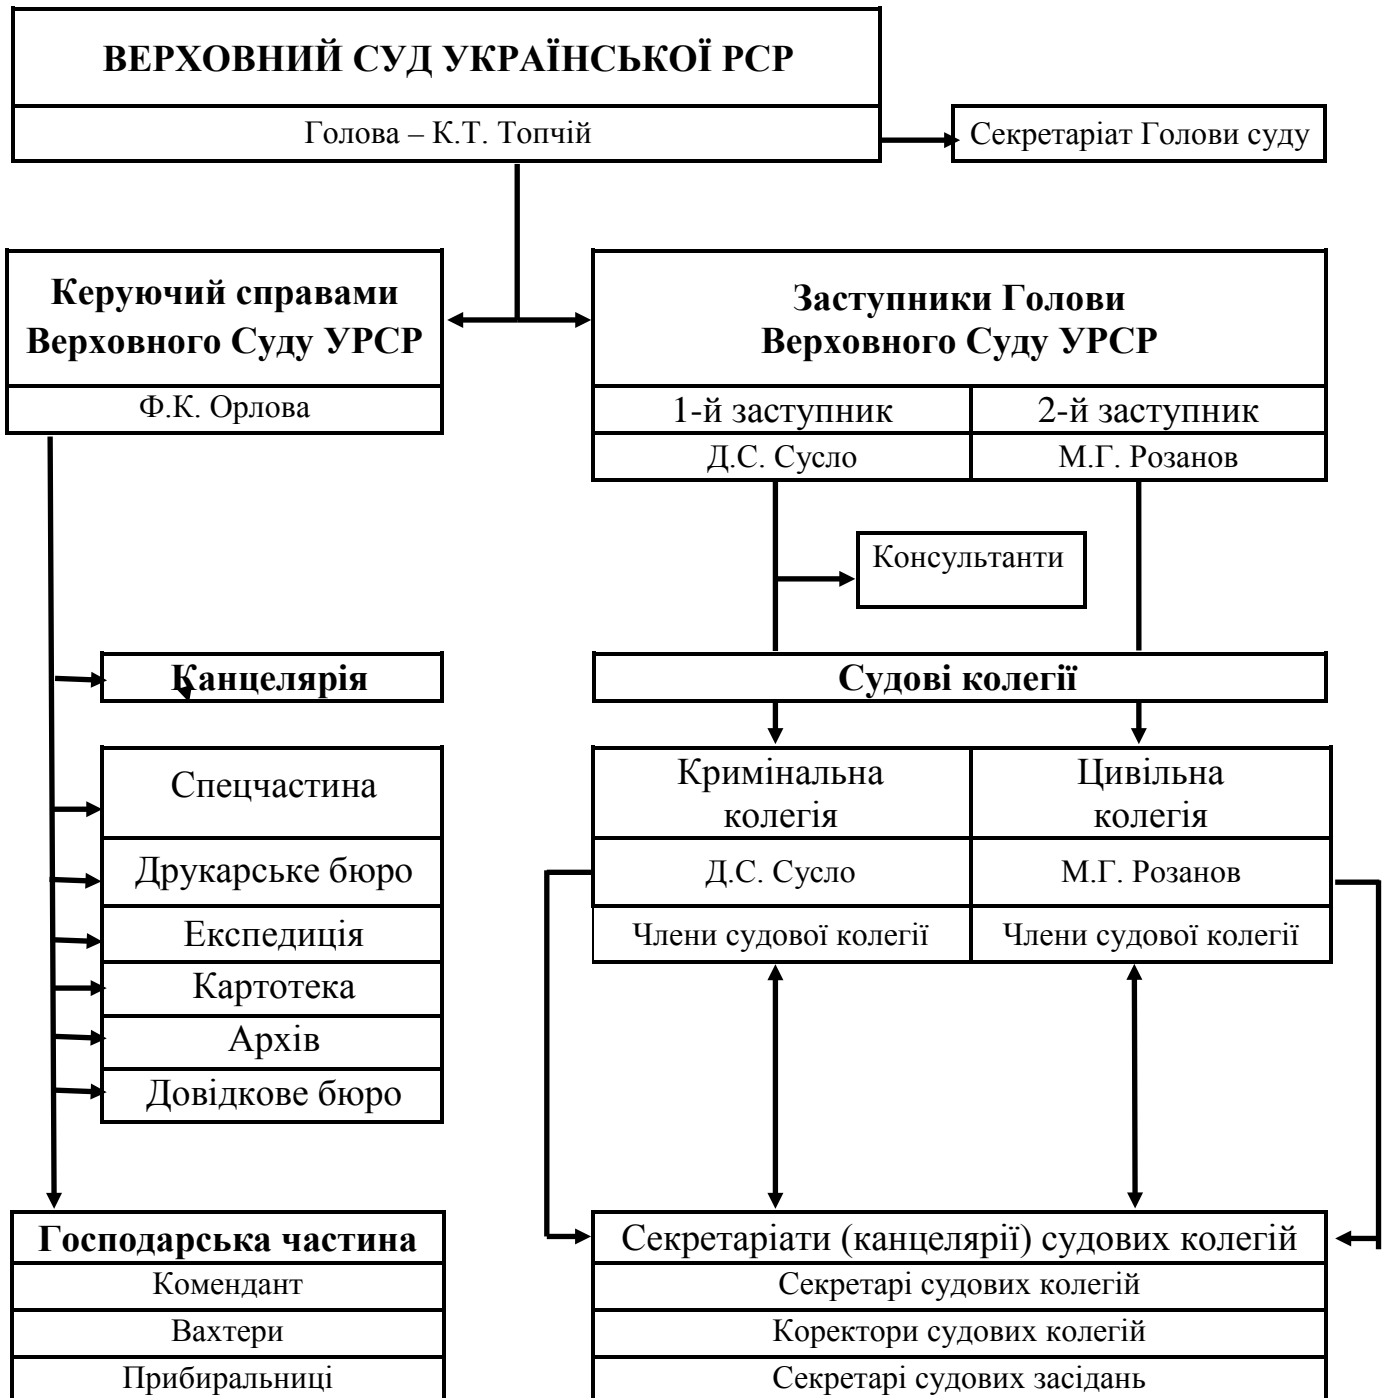 ВЕРХОВНИЙ СУД УКРАЇНСЬКОЇ РСР
Голова – К.Т. Топчій
Секретаріат Голови суду
Керуючий справами
Верховного Суду УРСР
Ф.К. Орлова
Заступники Голови
Верховного Суду УРСР
1-й заступник
2-й заступник
Д.С. Сусло
М.Г. Розанов
Консультанти
Канцелярія
Спецчастина
Друкарське бюро
Експедиція
Картотека
Архів
Довідкове бюро
Судові колегії
Кримінальна
колегія
Цивільна
колегія
Д.С. Сусло
М.Г. Розанов
Члени судової колегії
Члени судової колегії
Господарська частина
Комендант
Вахтери
Прибиральниці
Секретаріати (канцелярії) судових колегій
Секретарі судових колегій
Коректори судових колегій
Секретарі судових засідань